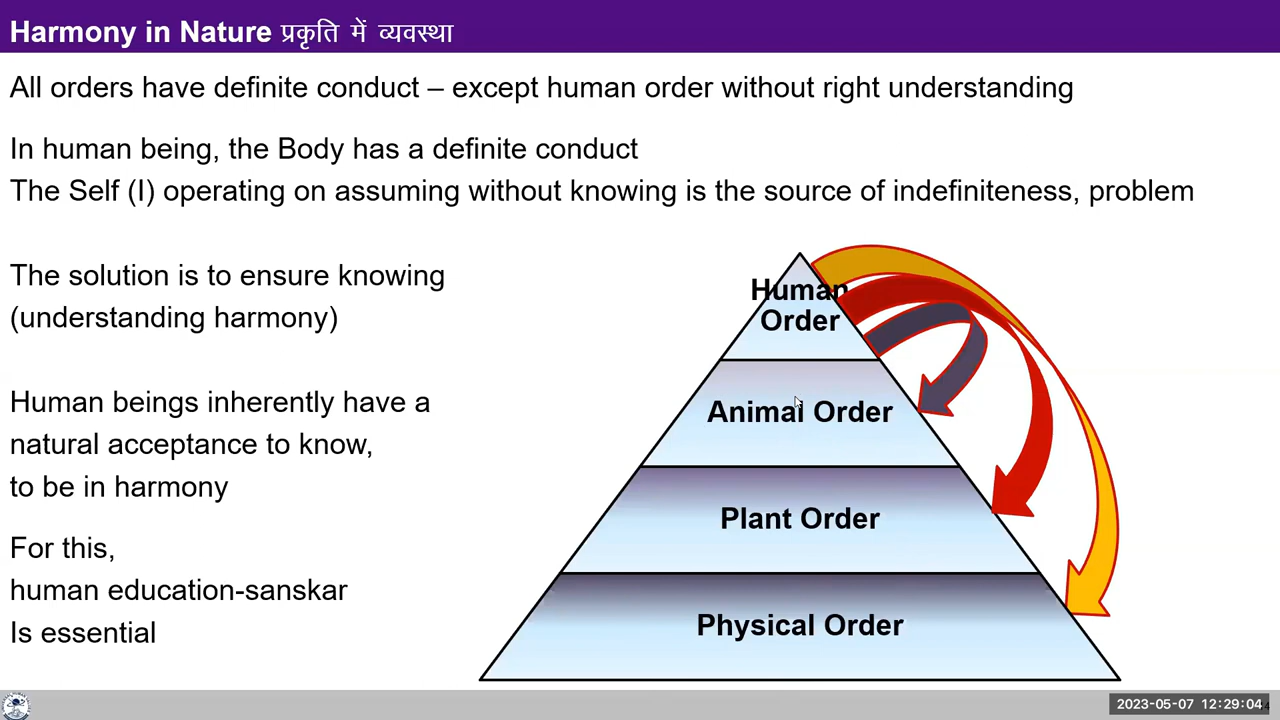 Harmony in Nature प्रकृति में व्यवस्था
All orders have definite conduct – except human order without right understanding
In human being, the Body has a definite conduct
The Self (I) operating on assuming without knowing is the source of indefiniteness, problem
The solution is to ensure knowing
(understanding harmony)
Human beings inherently have a
natural acceptance to know,
to be in harmony
For this,
human education-sanskar
Is essential
Human
Order
Animal Order
Plant Order
Physical Order
2023-05-07 12:29:04